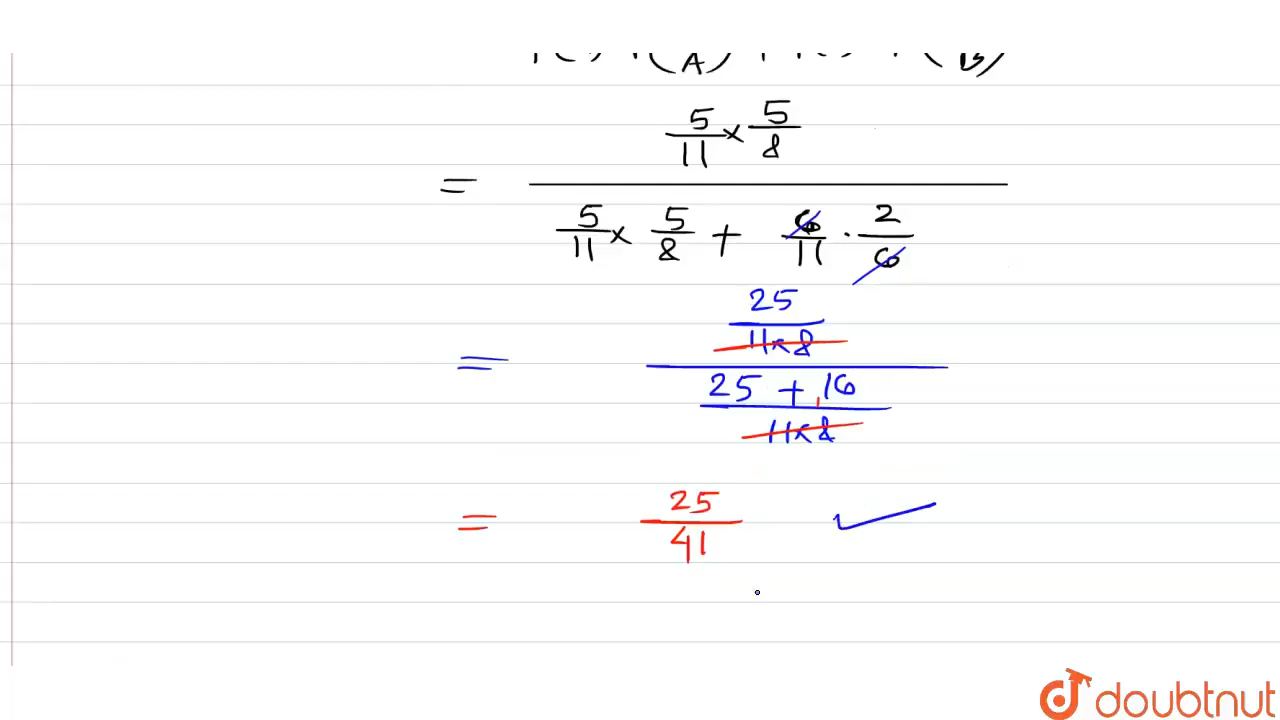 5/11 × 5/8
=
5/11 × 5/8 + 6/11 · 2/6
25/11×8
=
25 + 16/11×8
= 25/41
doubtnut